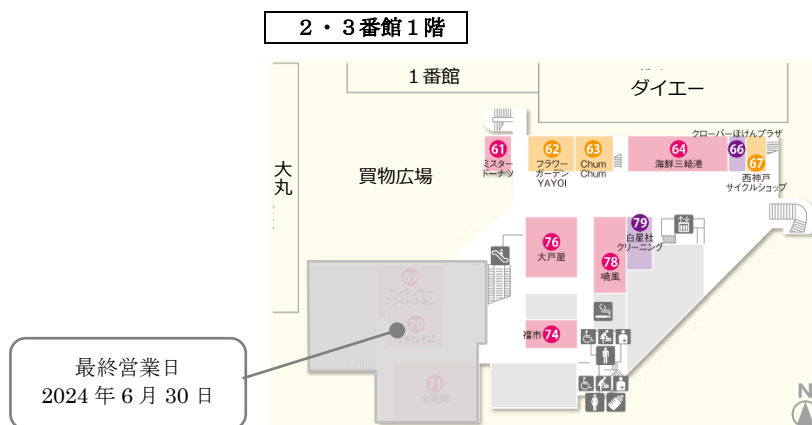 ２・３番館１階
１番館
ダイエー
クローバーほけんプラザ
61
62
63
64
66
67
ミスター
ドーナツ
フラワー
ガーデン
YAYOI
Chum
Chum
海鮮三崎港
西神戸
サイクルショップ
大丸
買物広場
79
白星社
クリーニング
76
大戸屋
78
喃風
69
ケンタッキー
フライドチキン
70
ときわそば
福市 74
71
最終営業日
2024 年 6 月 30 日
N